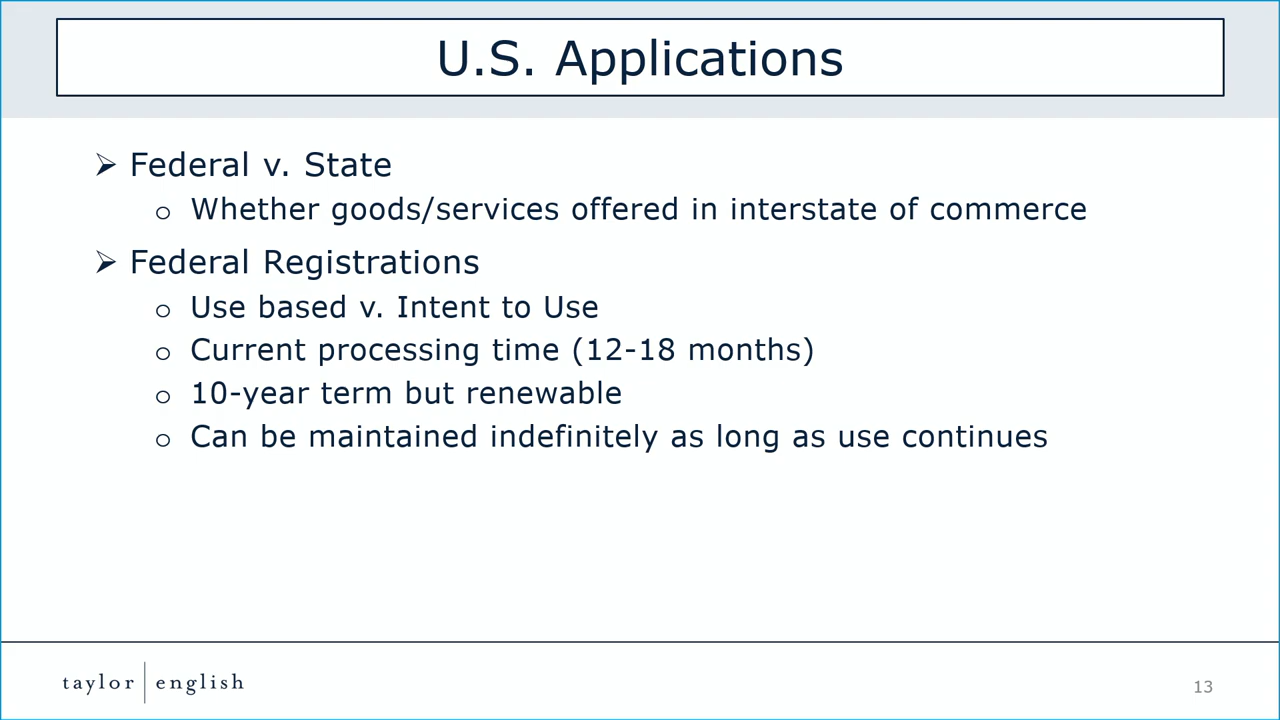 U.S. Applications
Federal v. State
Whether goods/services offered in interstate of commerce
Federal Registrations
Use based v. Intent to Use
Current processing time (12-18 months)
10-year term but renewable
Can be maintained indefinitely as long as use continues
taylor | english
13